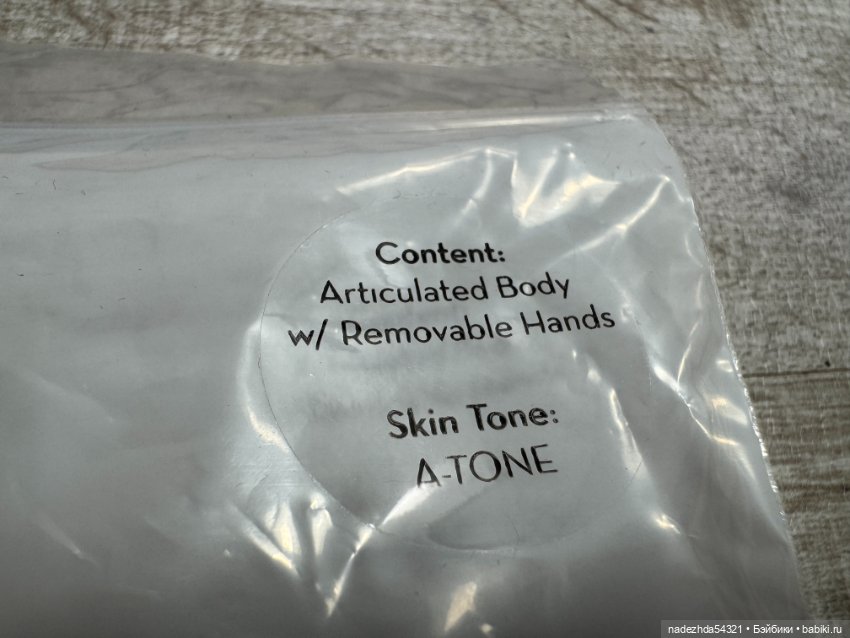 Content:
Articulated Body
w/ Removable Hands
Skin Tone:
A-TONE
nadezhda54321 • Бэйбики • babiki.ru